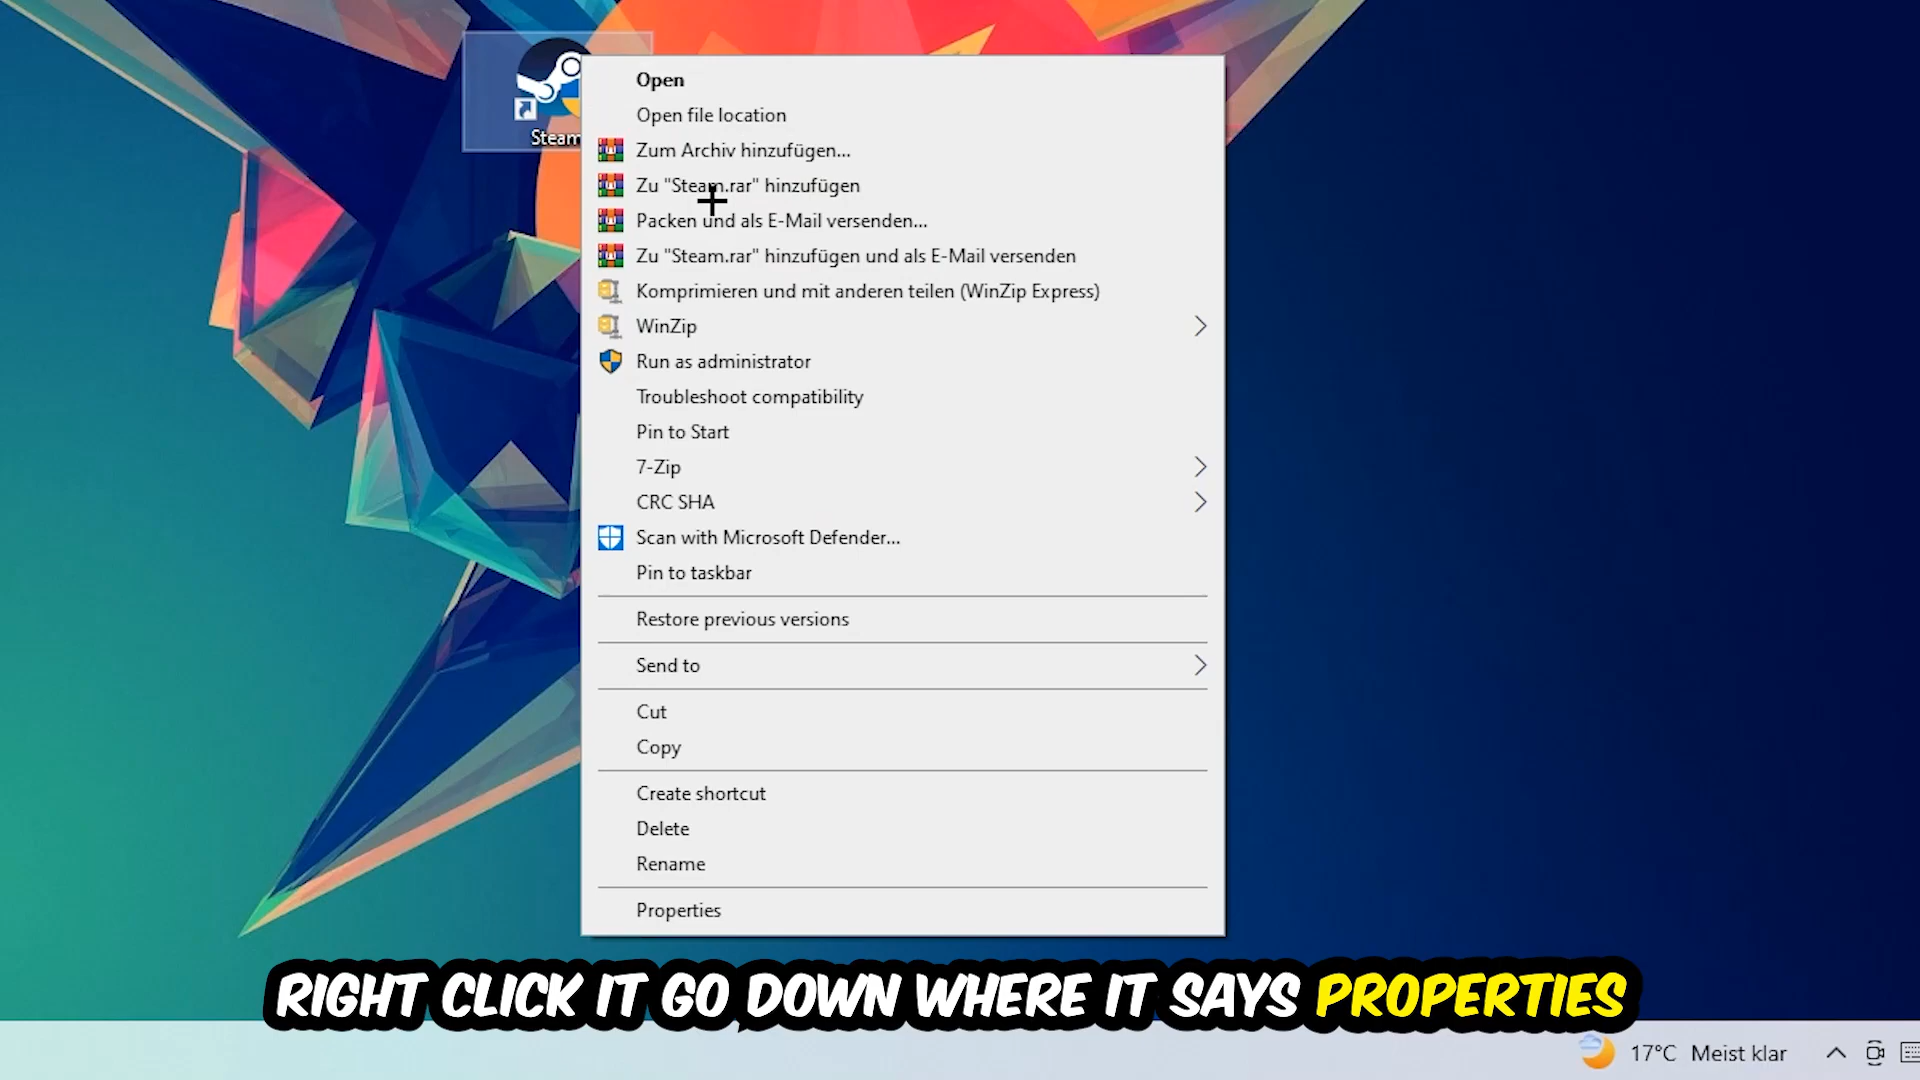 Steam
Open
Open file location
Zum Archiv hinzufügen...
Zu "Steam.rar" hinzufügen
Packen und als E-Mail versenden...
Zu "Steam.rar" hinzufügen und als E-Mail versenden
Komprimieren und mit anderen teilen (WinZip Express)
WinZip
Run as administrator
Troubleshoot compatibility
Pin to Start
7-Zip
CRC SHA
Scan with Microsoft Defender...
Pin to taskbar
Restore previous versions
Send to
Cut
Copy
Create shortcut
Delete
Rename
Properties
RIGHT CLICK IT GO DOWN WHERE IT SAYS PROPERTIES
17°C Meist klar